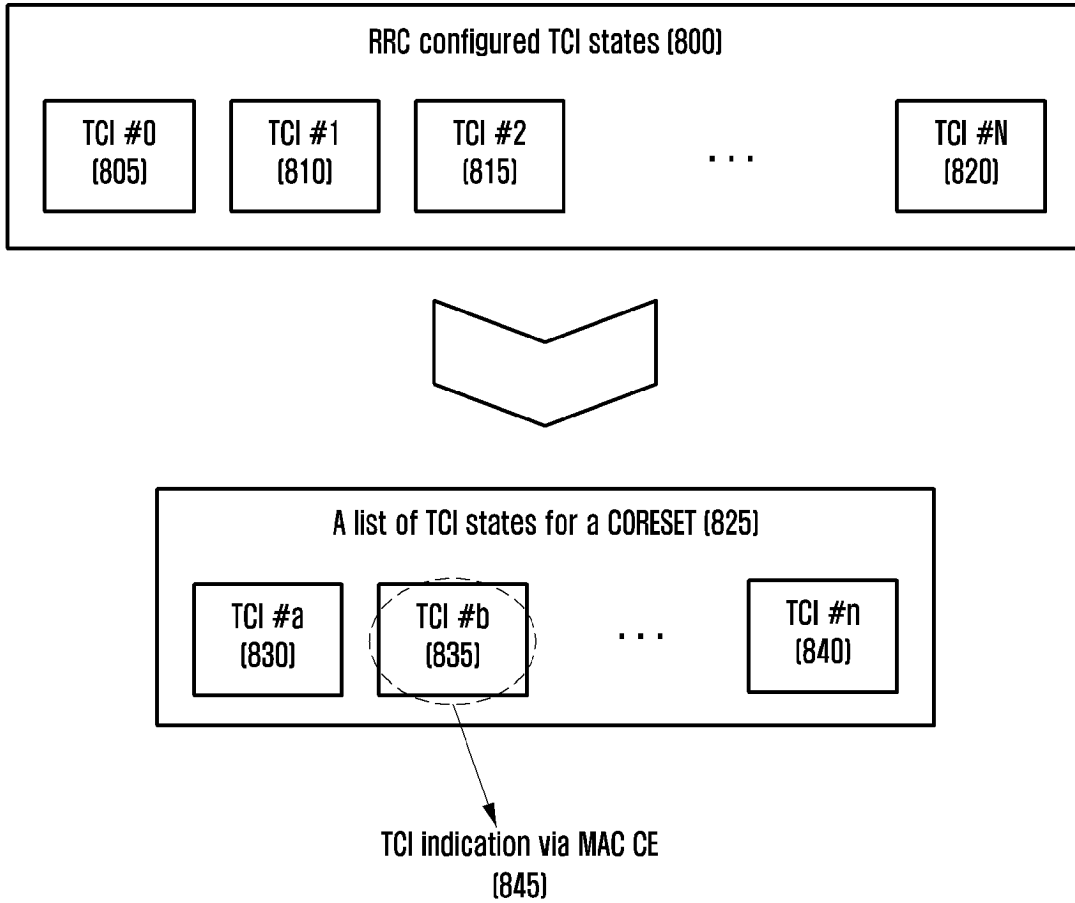 RRC configured TCI states (800)
TCI #0 TCI #1 TCI #2 ... TCI #N
(805) (810) (815) (820)
A list of TCI states for a CORESET (825)
TCI #a TCI #b ... TCI #n
(830) (835) (840)
TCI indication via MAC CE
(845)